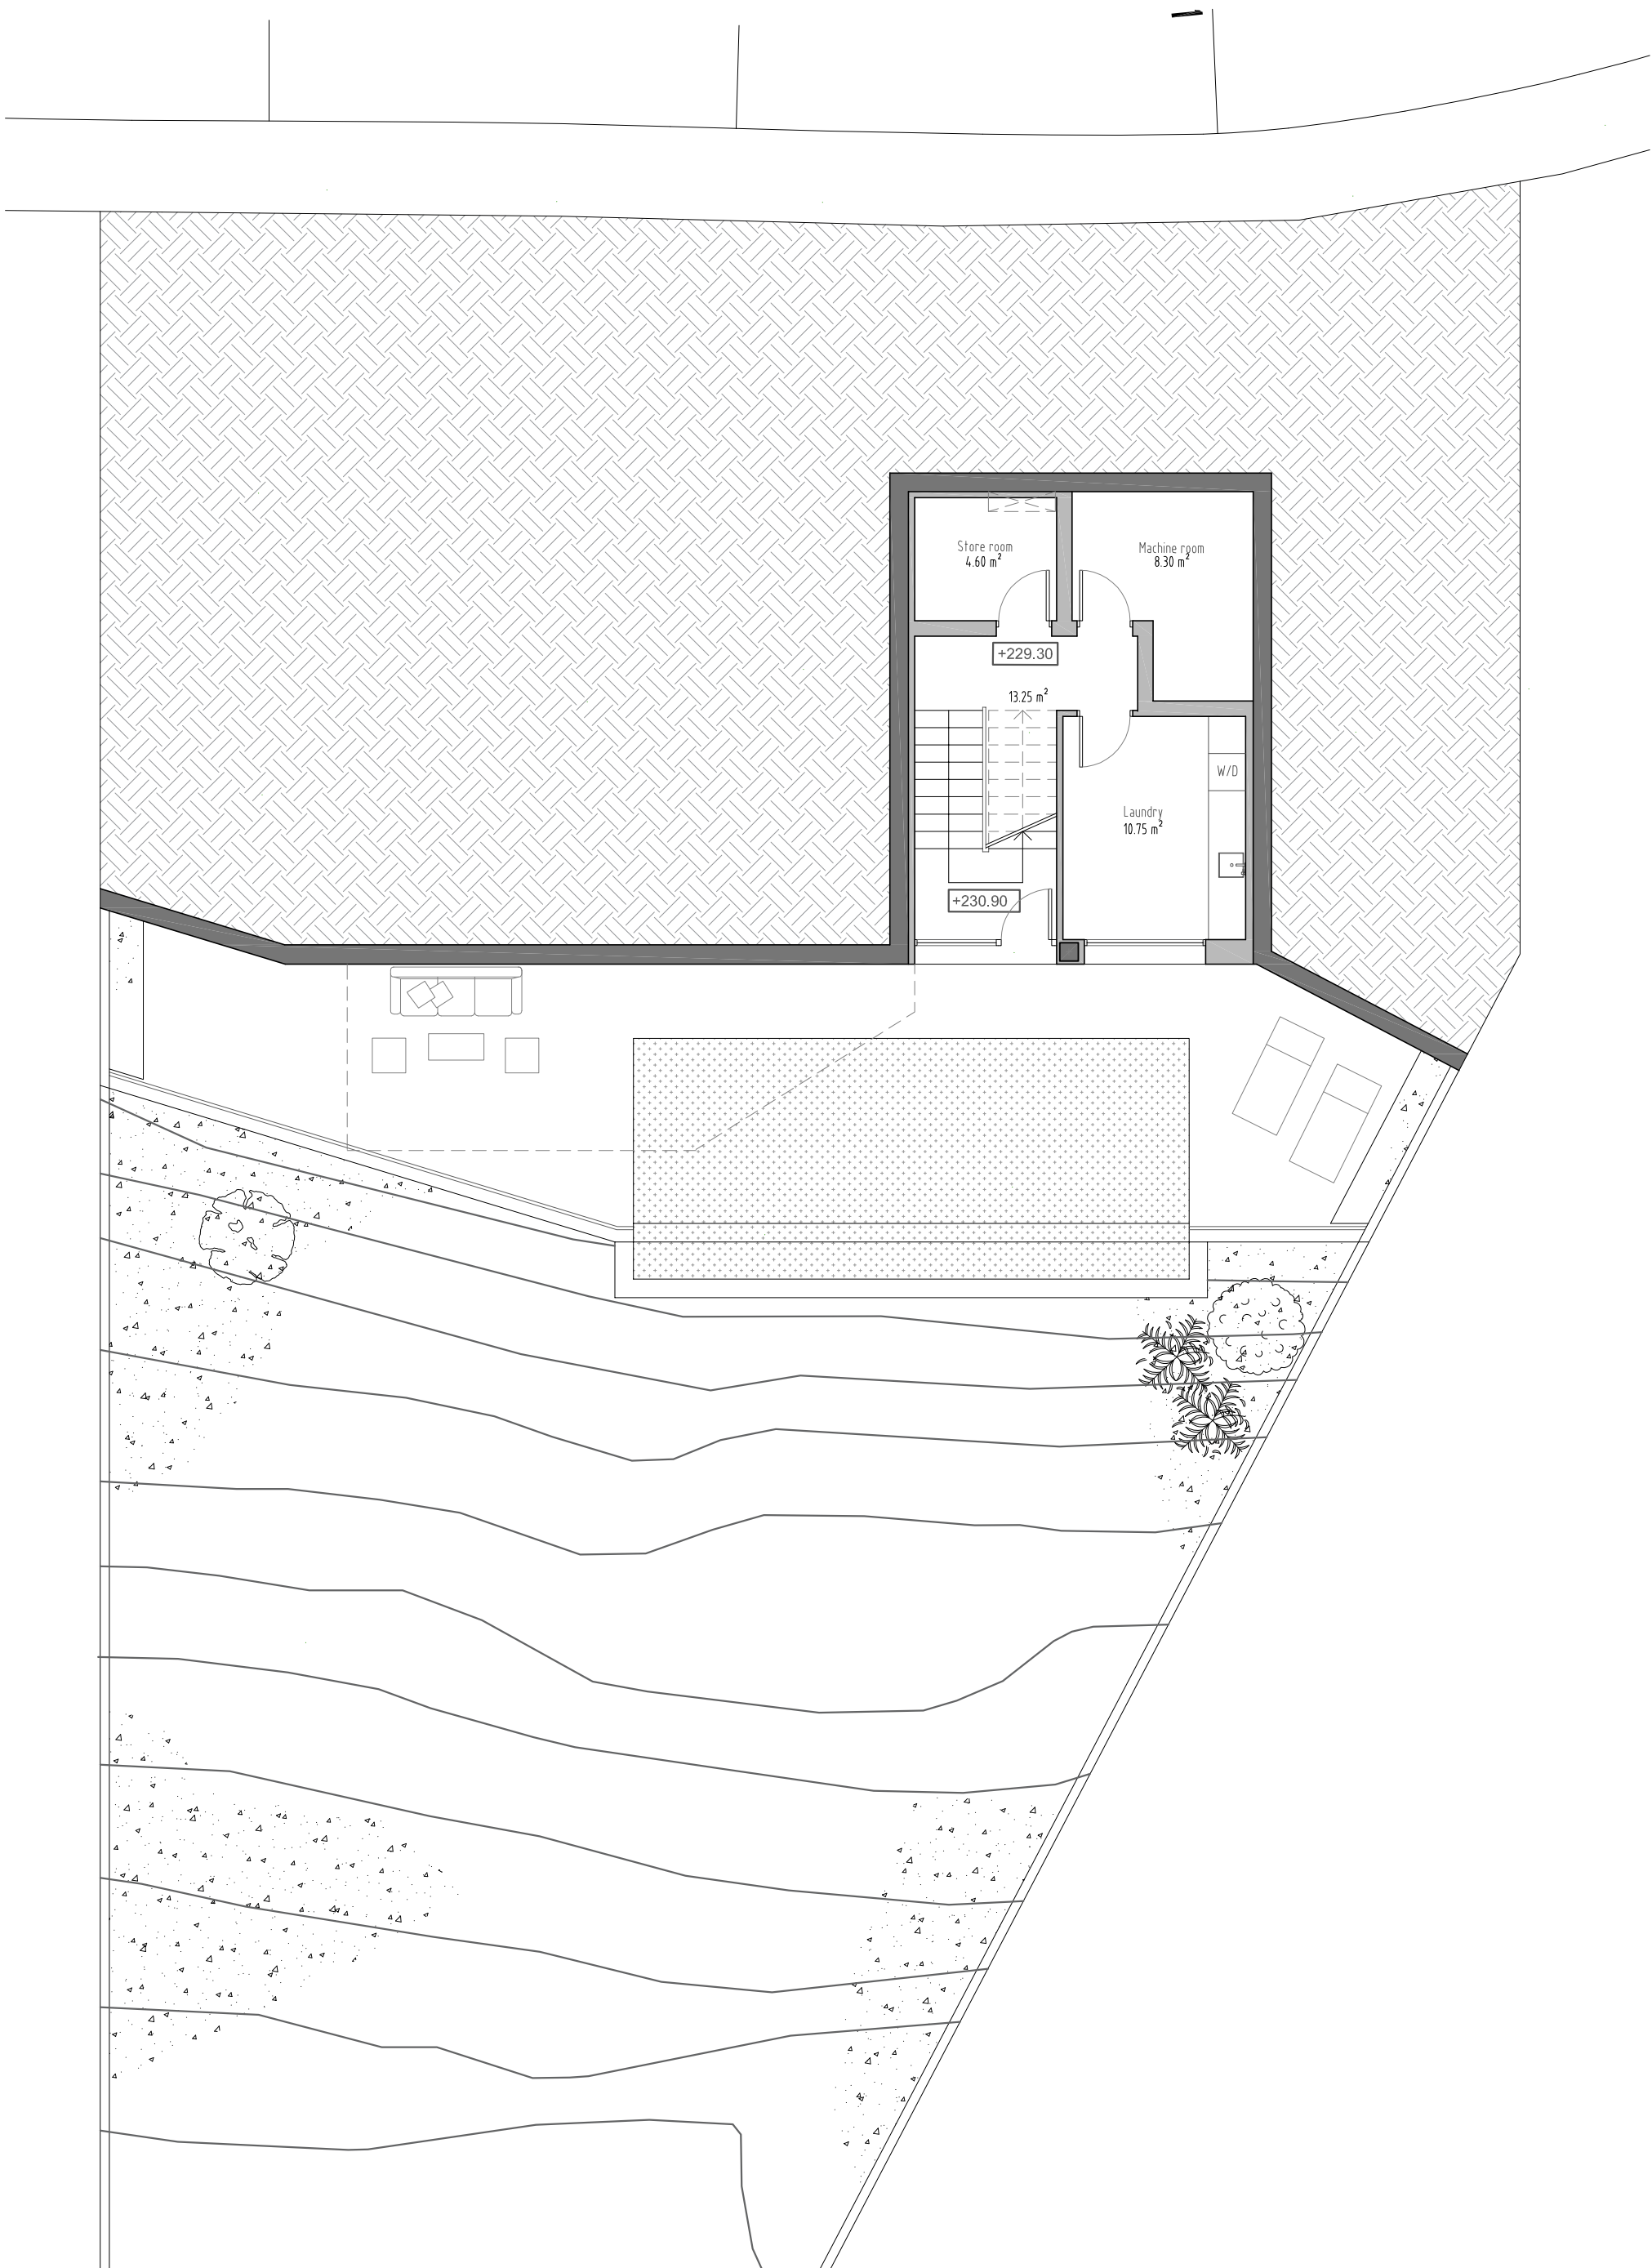 Store room
4.60 m²
Machine room
8.30 m²
+229.30
13.25 m²
W/D
Laundry
10.75 m²
+230.90